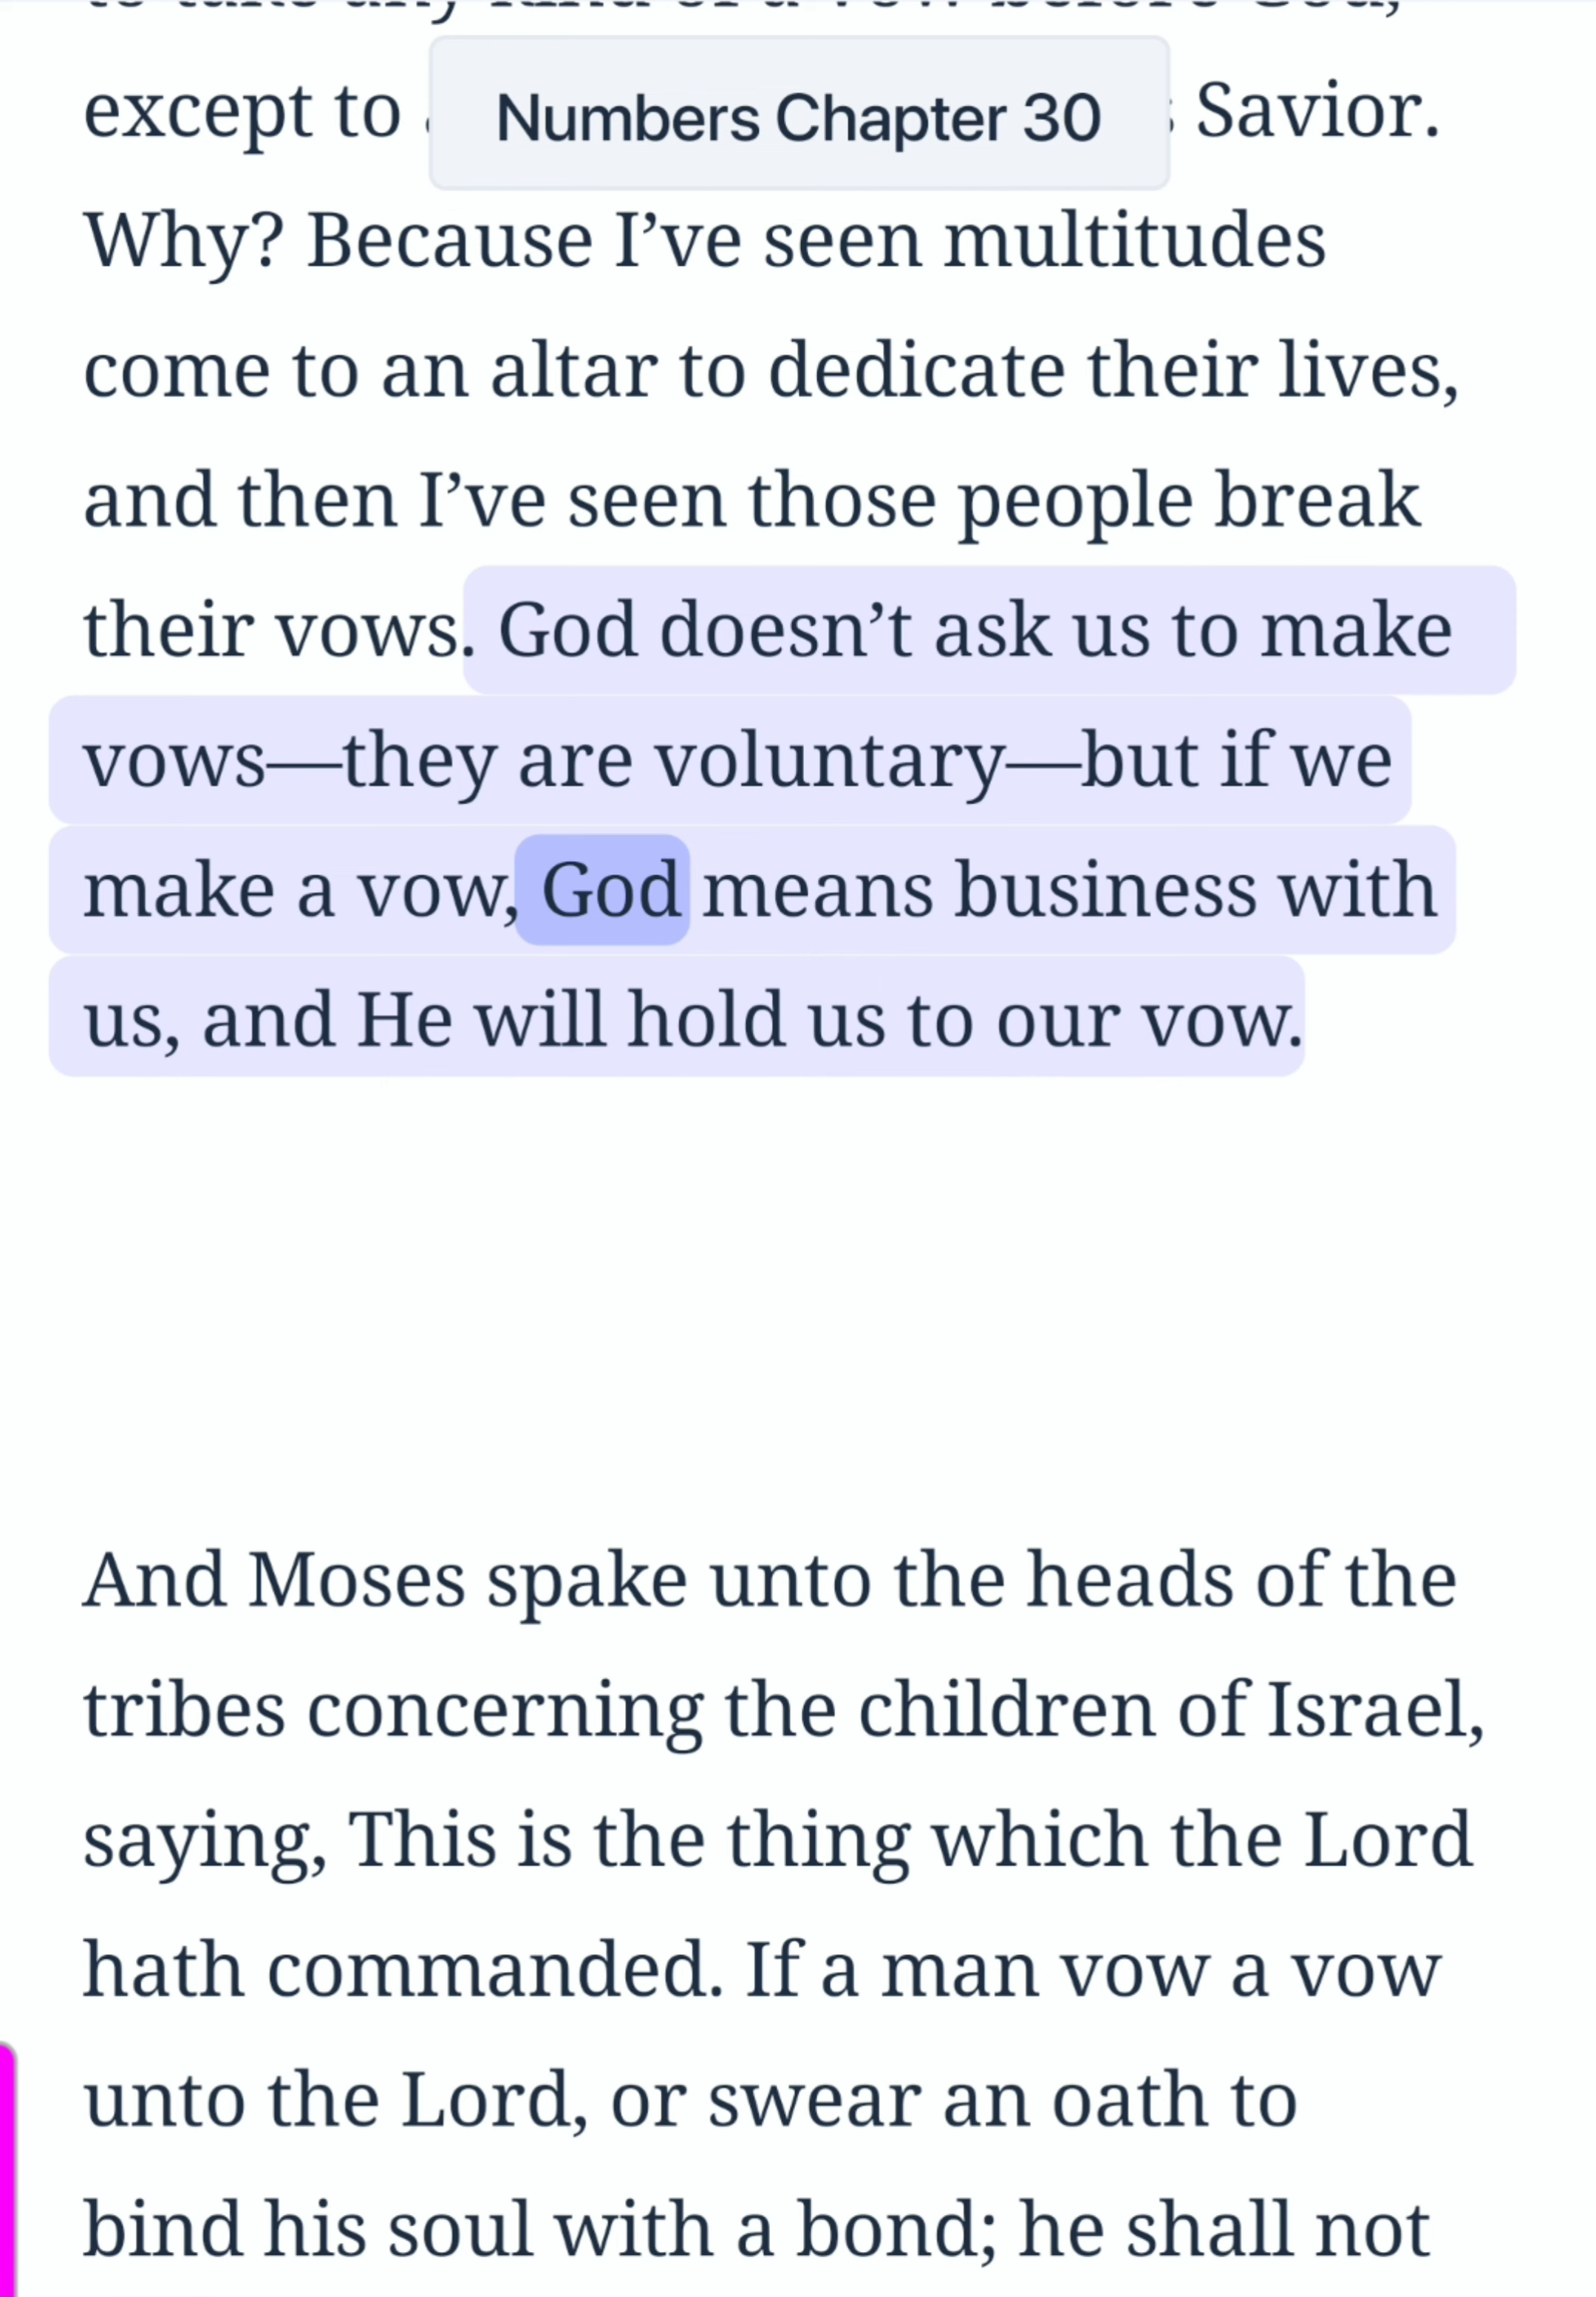 except to
Numbers Chapter 30
Savior.
Why? Because I’ve seen multitudes
come to an altar to dedicate their lives,
and then I’ve seen those people break
their vows. God doesn’t ask us to make
vows—they are voluntary—but if we
make a vow, God means business with
us, and He will hold us to our vow.
And Moses spake unto the heads of the
tribes concerning the children of Israel,
saying, This is the thing which the Lord
hath commanded. If a man vow a vow
unto the Lord, or swear an oath to
bind his soul with a bond; he shall not